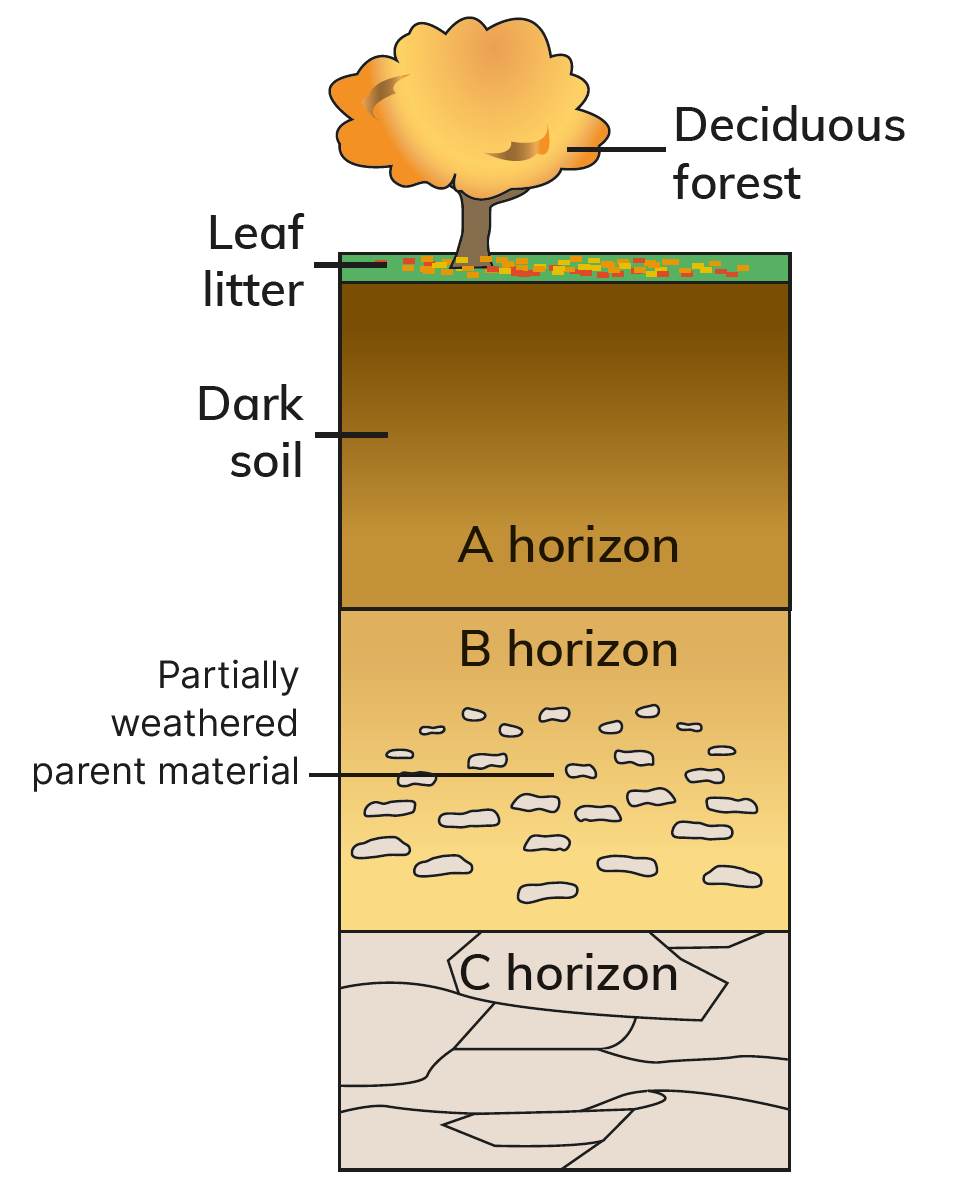 Deciduous
forest
Leaf
litter
Dark
soil
A horizon
B horizon
Partially
weathered
parent material
C horizon